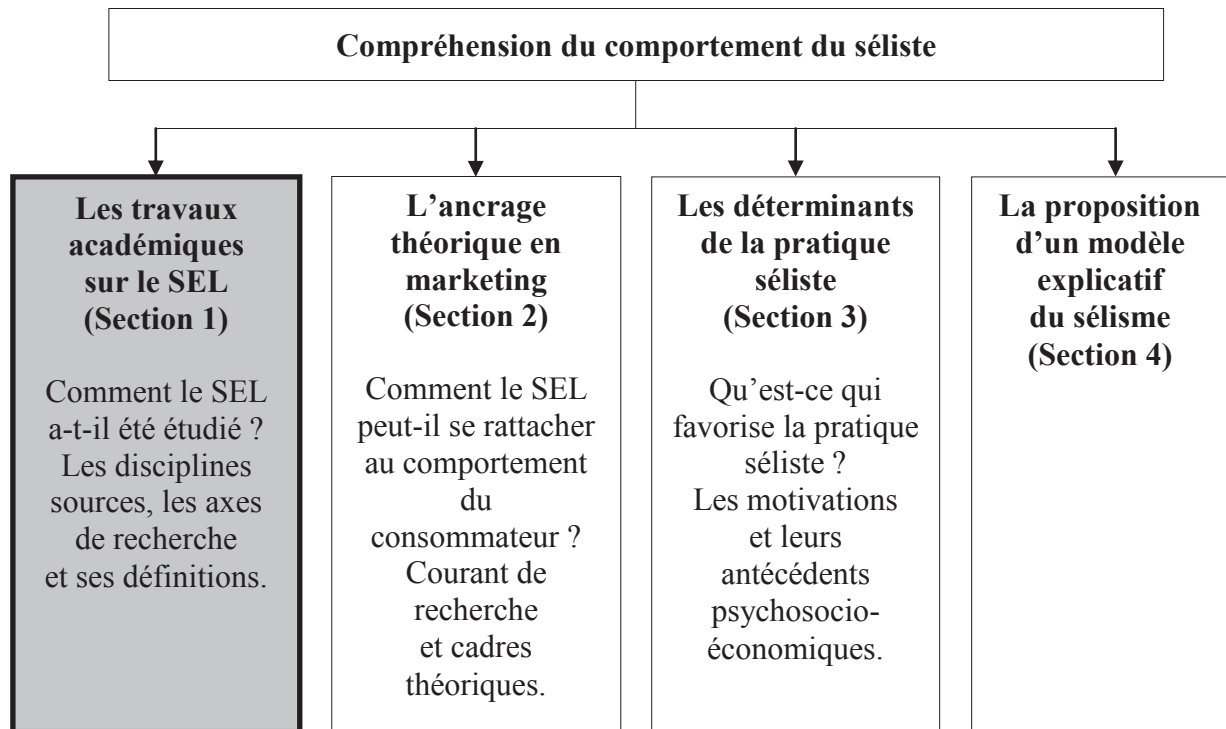 Compréhension du comportement du séliste
Les travaux
académiques
sur le SEL
(Section 1)
Comment le SEL
a-t-il été étudié ?
Les disciplines
sources, les axes
de recherche
et ses définitions.
L’ancrage
théorique en
marketing
(Section 2)
Comment le SEL
peut-il se rattacher
au comportement
du
consommateur ?
Courant de
recherche
et cadres
théoriques.
Les déterminants
de la pratique
séliste
(Section 3)
Qu’est-ce qui
favorise la pratique
séliste ?
Les motivations
et leurs
antécédents
psychosocio-
économiques.
La proposition
d’un modèle
explicatif
du sélisme
(Section 4)